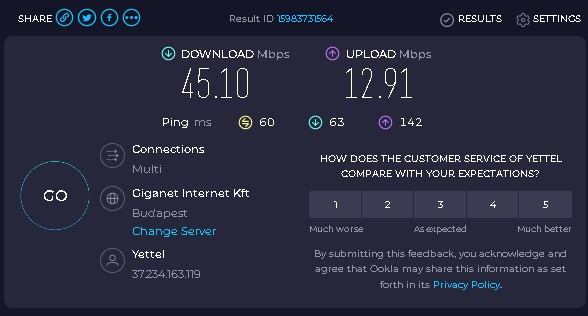 SHARE
Result ID 15983731564
RESULTS
SETTINGS
DOWNLOAD Mbps
45.10
UPLOAD Mbps
12.91
Ping ms 60 63 142
GO
Connections
Multi
Giganet Internet Kft
Budapest
Change Server
Yettel
37.234.163.119
HOW DOES THE CUSTOMER SERVICE OF YETTEL
COMPARE WITH YOUR EXPECTATIONS?
1 2 3 4 5
Much worse As expected Much better
By submitting this feedback, you acknowledge and
agree that Ookla may share this information as set
forth in its Privacy Policy.